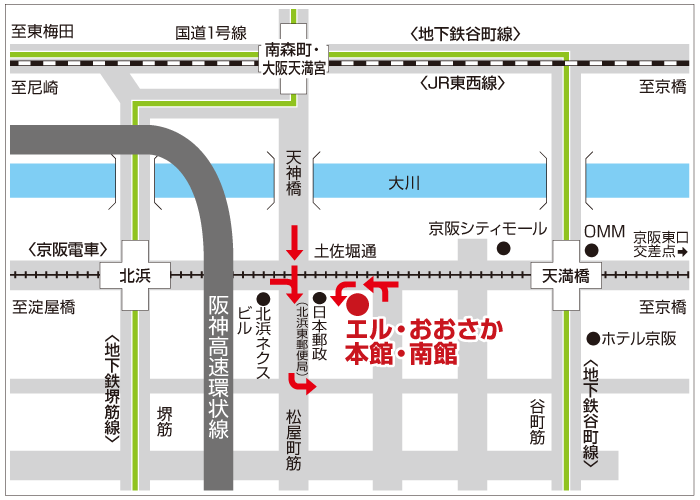 至東梅田
国道1号線
南森町・
大阪天満宮
〈地下鉄谷町線〉
至尼崎
〈JR東西線〉
至京橋
天神橋
大川
〈京阪電車〉
土佐堀通
京阪シティモール
OMM
京阪東口
交差点➡
北浜
天満橋
至淀屋橋
至京橋
阪神高速環状線
北浜ネクス
ビル
日本郵政
(北浜東郵便局)
エル・おおさか
本館・南館
ホテル京阪
〈地下鉄堺筋線〉
堺筋
松屋町筋
谷町筋
〈地下鉄谷町線〉